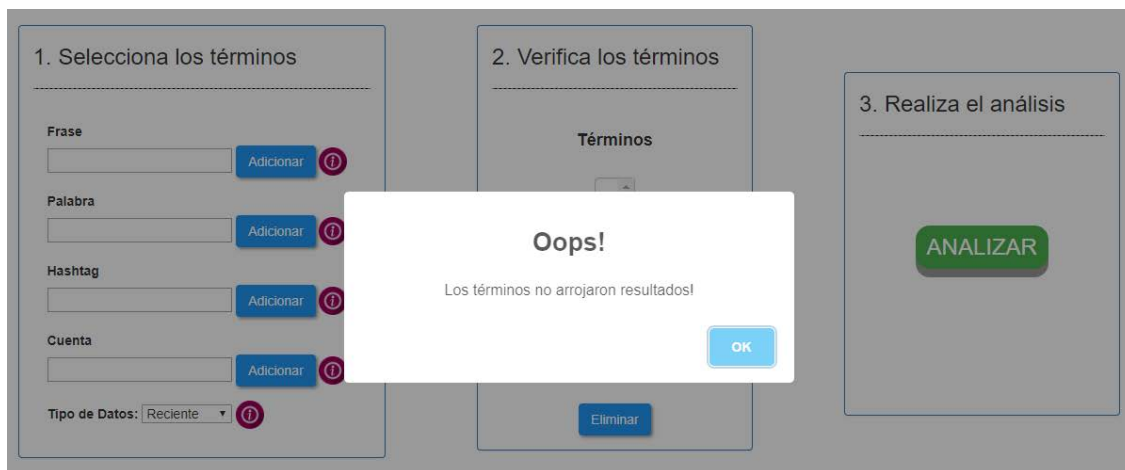 1. Selecciona los términos
Frase
Adicionar
Palabra
Adicionar
Hashtag
Adicionar
Cuenta
Adicionar
Tipo de Datos: Reciente
2. Verifica los términos
Términos
Eliminar
3. Realiza el análisis
ANALIZAR
Oops!
Los términos no arrojaron resultados!
OK